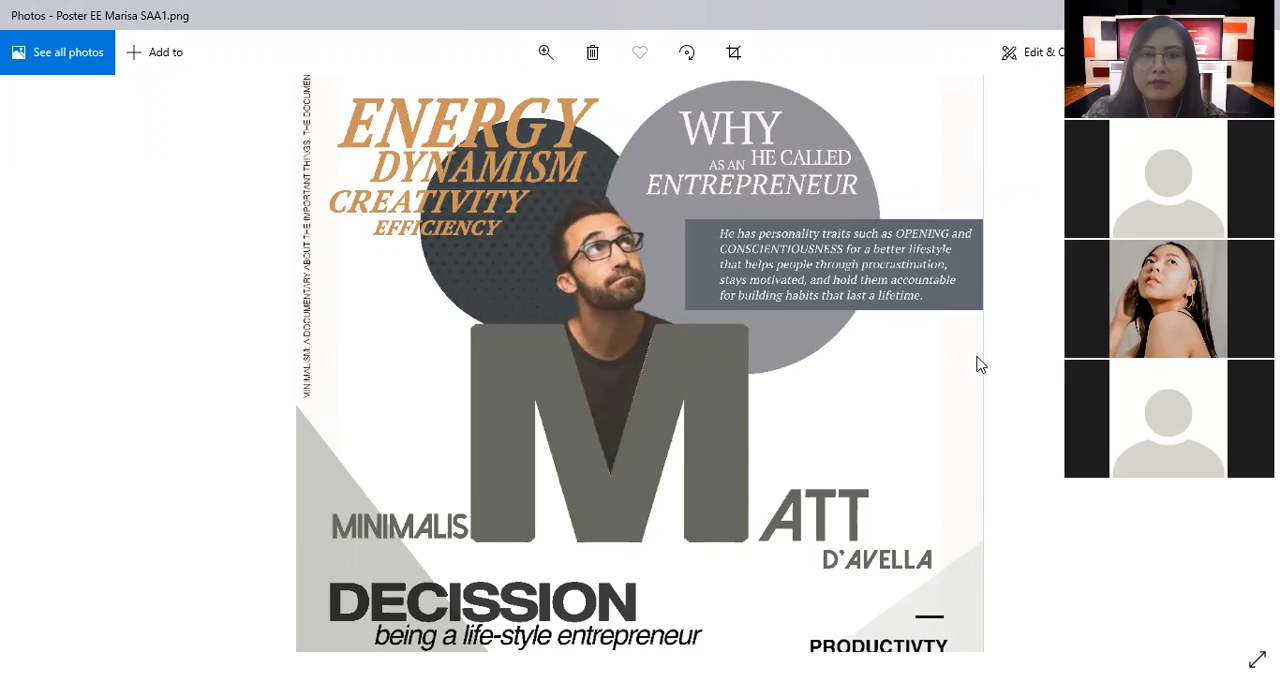 Photos - Poster EE Marisa SAA1.png
See all photos
Add to
Edit & C
MINIMALISM: A DOCUMENTARY ABOUT THE IMPORTANT THINGS. THE DOCUMEN
ENERGY
DYNAMISM
CREATIVITY
EFFICIENCY
WHY
AS AN HE CALLED
ENTREPRENEUR
He has personality traits such as OPENING and
CONSCIENTIOUSNESS for a better lifestyle
that helps people through procrastination,
stays motivated, and hold them accountable
for building habits that last a lifetime.
MINIMALIS M ATT
D'AVELLA
DECISSION
being a life-style entrepreneur
PRODUCTIVTY